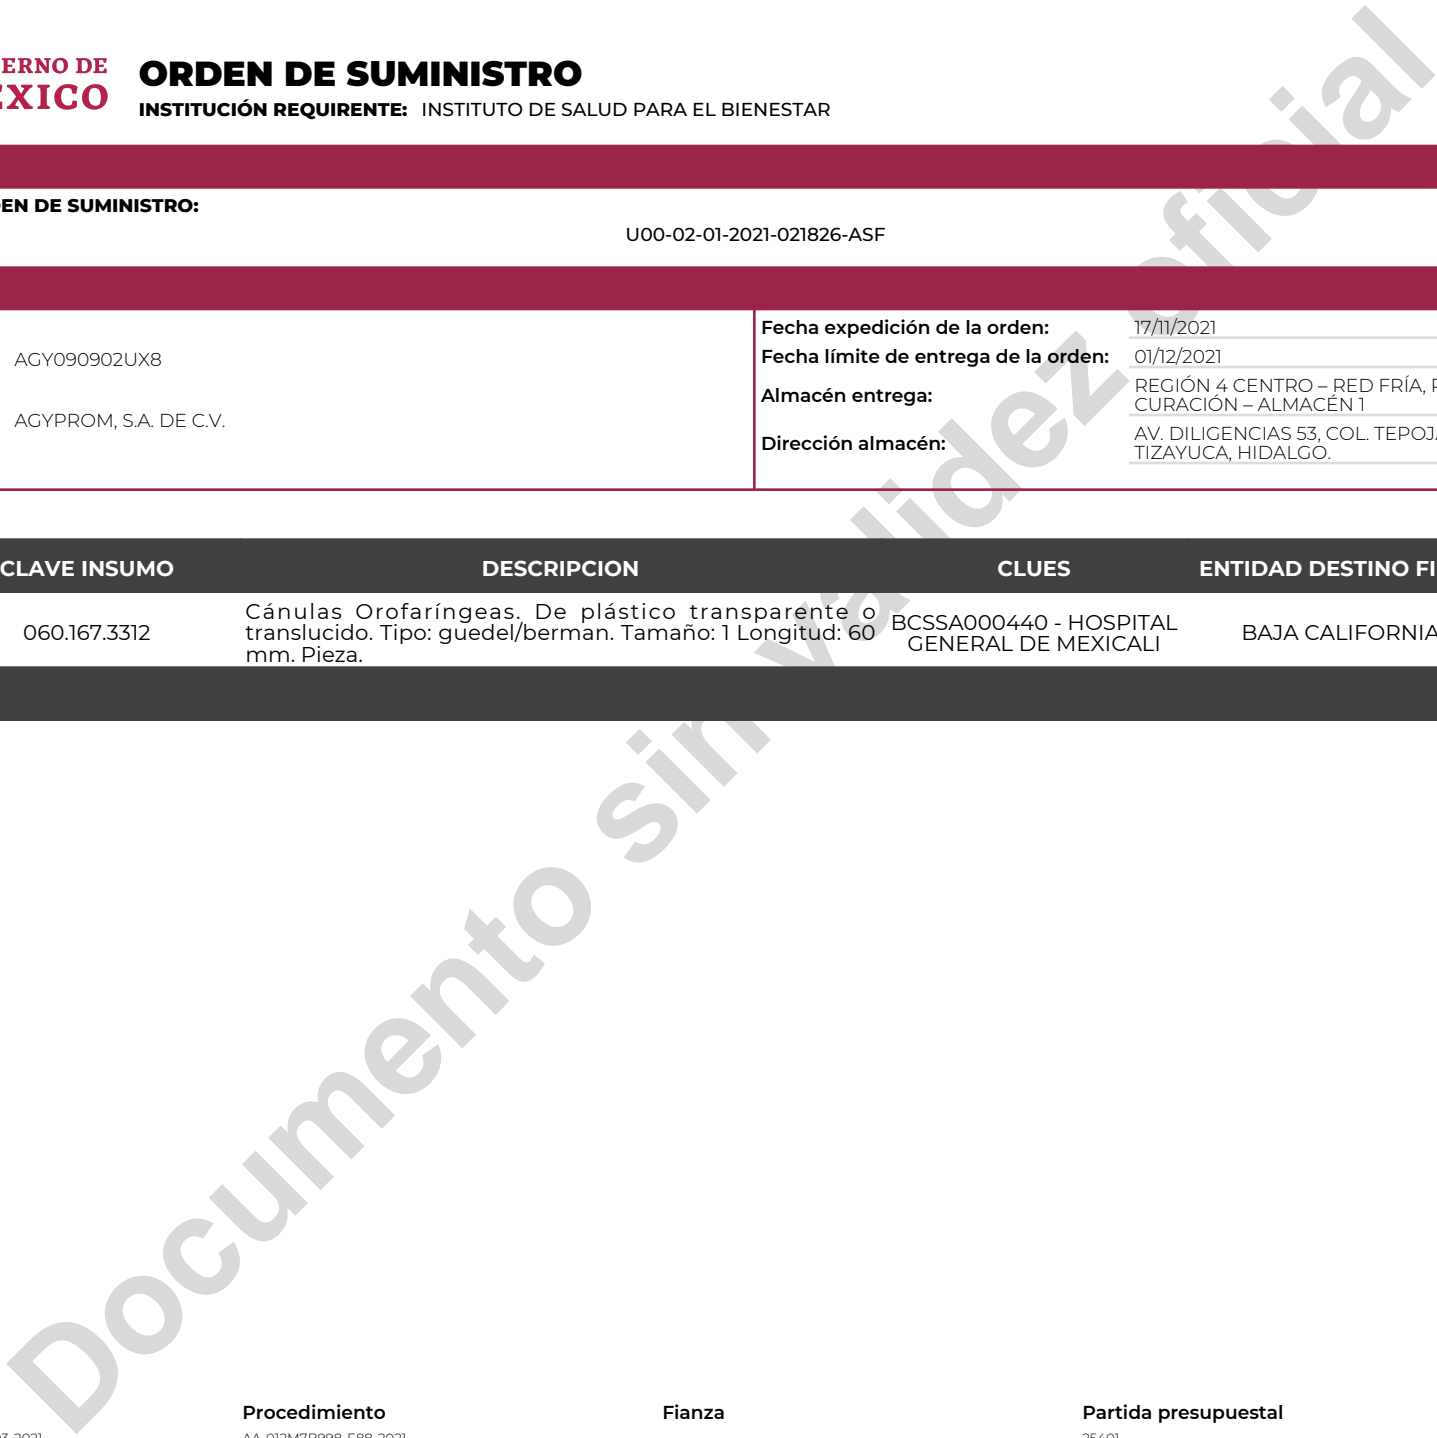 ERNO DE
ÉXICO
ORDEN DE SUMINISTRO
INSTITUCIÓN REQUIRENTE: INSTITUTO DE SALUD PARA EL BIENESTAR
EN DE SUMINISTRO:
U00-02-01-2021-021826-ASF
AGY090902UX8
AGYPROM, S.A. DE C.V.
Fecha expedición de la orden: 17/11/2021
Fecha límite de entrega de la orden: 01/12/2021
Almacén entrega: REGIÓN 4 CENTRO – RED FRÍA,
CURACIÓN – ALMACÉN 1
Dirección almacén: AV. DILIGENCIAS 53, COL. TEPOJ
TIZAYUCA, HIDALGO.
CLAVE INSUMO DESCRIPCION CLUES ENTIDAD DESTINO FI
060.167.3312
Cánulas Orofaríngeas. De plástico transparente o
translucido. Tipo: guedel/berman. Tamaño: 1 Longitud: 60
mm. Pieza.
BCSSA000440 - HOSPITAL
GENERAL DE MEXICALI
BAJA CALIFORNIA
Documento sin validez oficial
Procedimiento Fianza Partida presupuestal